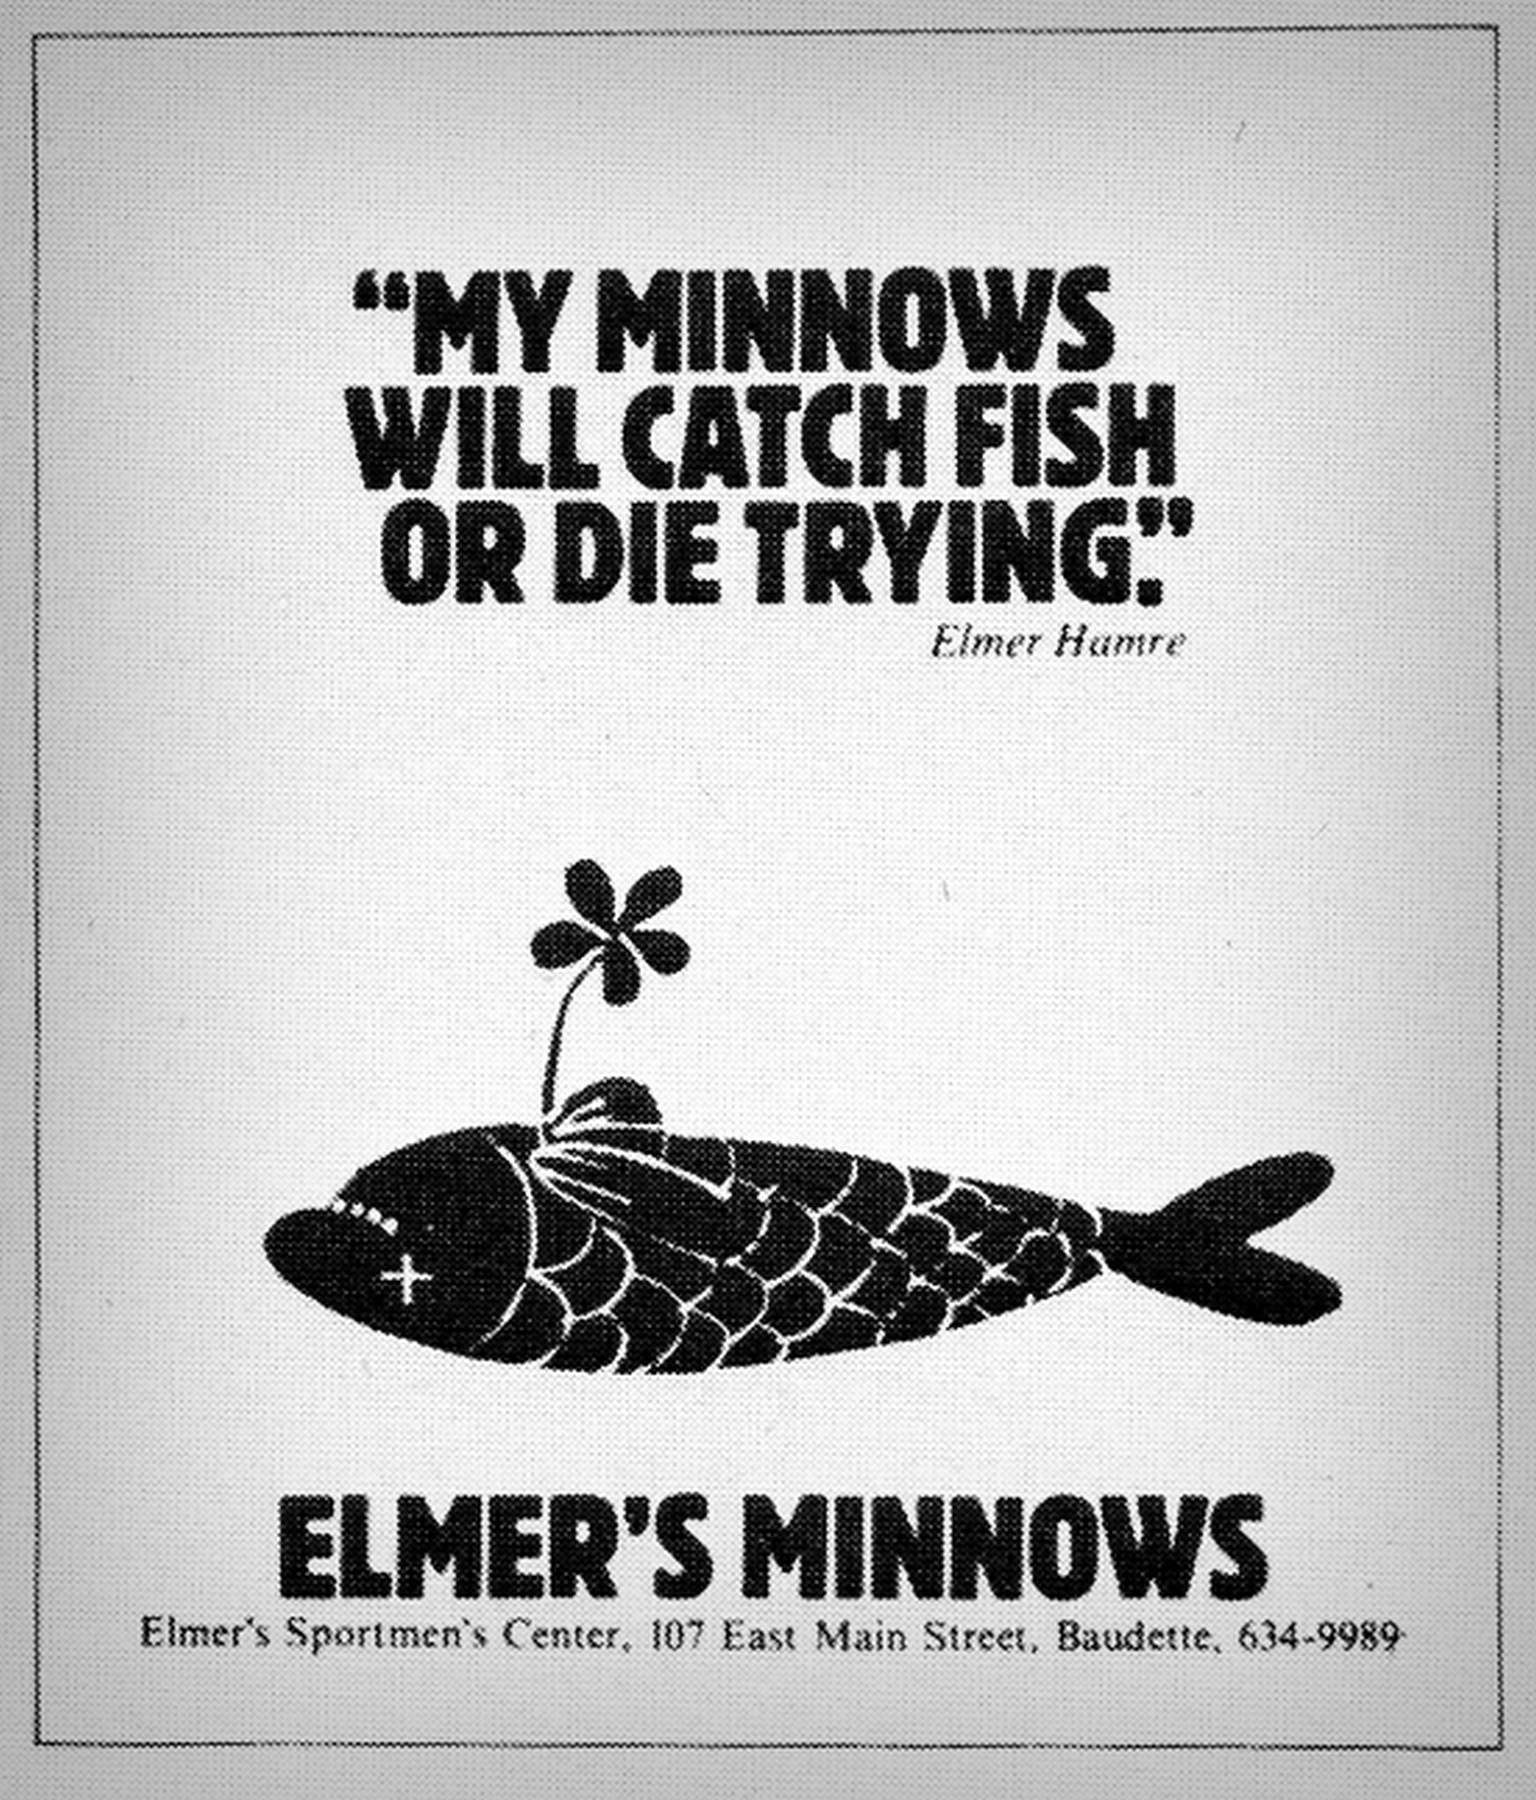 “MY MINNOWS
WILL CATCH FISH
OR DIE TRYING.”
Elmer Hamre
ELMER'S MINNOWS
Elmer's Sportmen's Center, 107 East Main Street, Baudette, 634-9989